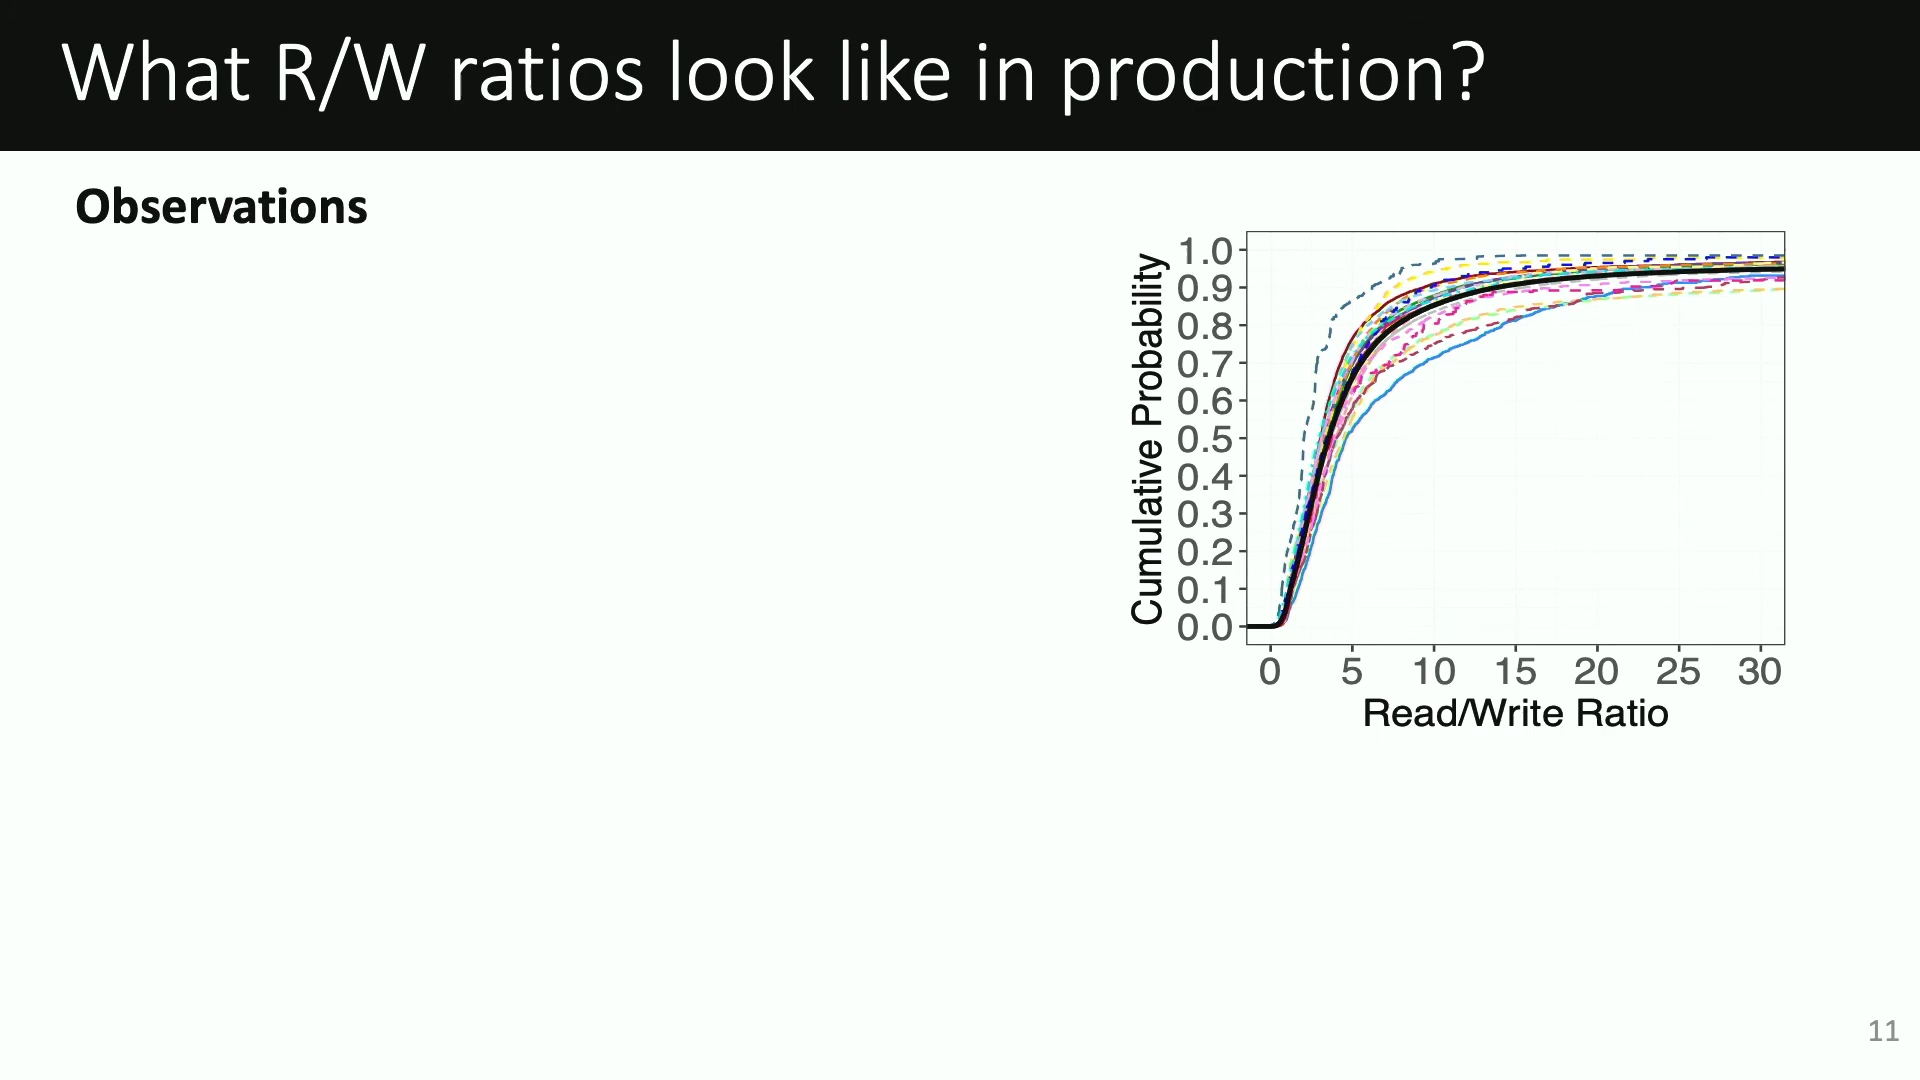 What R/W ratios look like in production?
Observations
Cumulative Probability
1.0
0.9
0.8
0.7
0.6
0.5
0.4
0.3
0.2
0.1
0.0
0 5 10 15 20 25 30
Read/Write Ratio
11